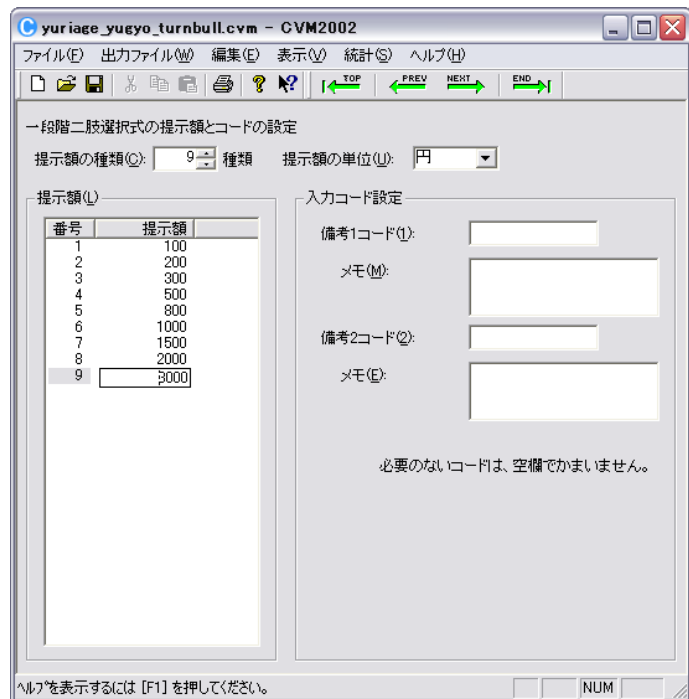 yuriage_yugyo_turnbull.cvm - CVM2002
ファイル(F) 出力ファイル(W) 編集(E) 表示(V) 統計(S) ヘルプ(H)
TOP PREV NEXT END
一段階二肢選択式の提示額とコードの設定
提示額の種類(C): 9 種類 提示額の単位(U): 円
提示額(L)
番号 提示額
1 100
2 200
3 300
4 500
5 800
6 1000
7 1500
8 2000
9 3000
入力コード設定
備考1コード(1):
メモ(M):
備考2コード(2):
メモ(E):
必要のないコードは、空欄でかまいません。
ヘルプを表示するには [F1] を押してください。
NUM